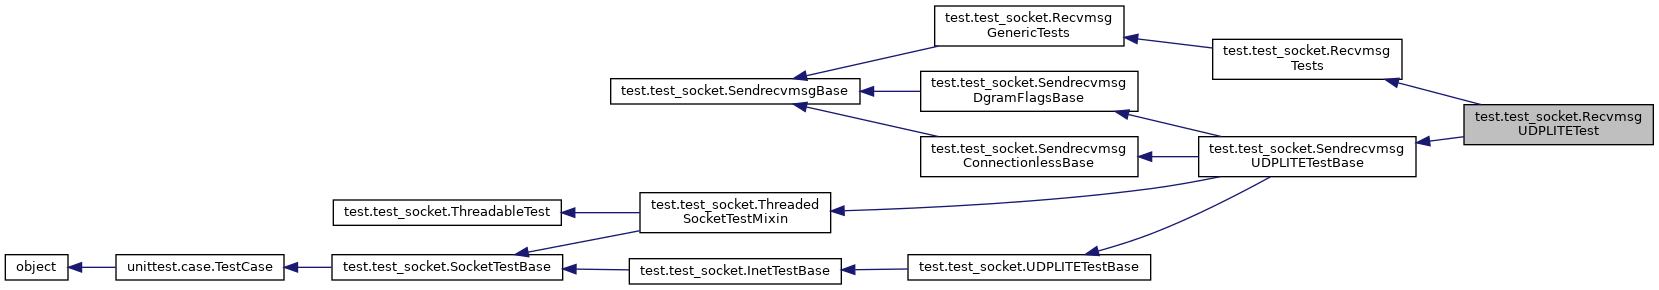 test.test_socket.Recvmsg
GenericTests
test.test_socket.Recvmsg
Tests
test.test_socket.SendrecvmsgBase
test.test_socket.Sendrecvmsg
DgramFlagsBase
test.test_socket.Recvmsg
UDPLITETest
test.test_socket.Sendrecvmsg
ConnectionlessBase
test.test_socket.Sendrecvmsg
UDPLITETestBase
test.test_socket.ThreadableTest
test.test_socket.Threaded
SocketTestMixin
object
unittest.case.TestCase
test.test_socket.SocketTestBase
test.test_socket.InetTestBase
test.test_socket.UDPLITETestBase